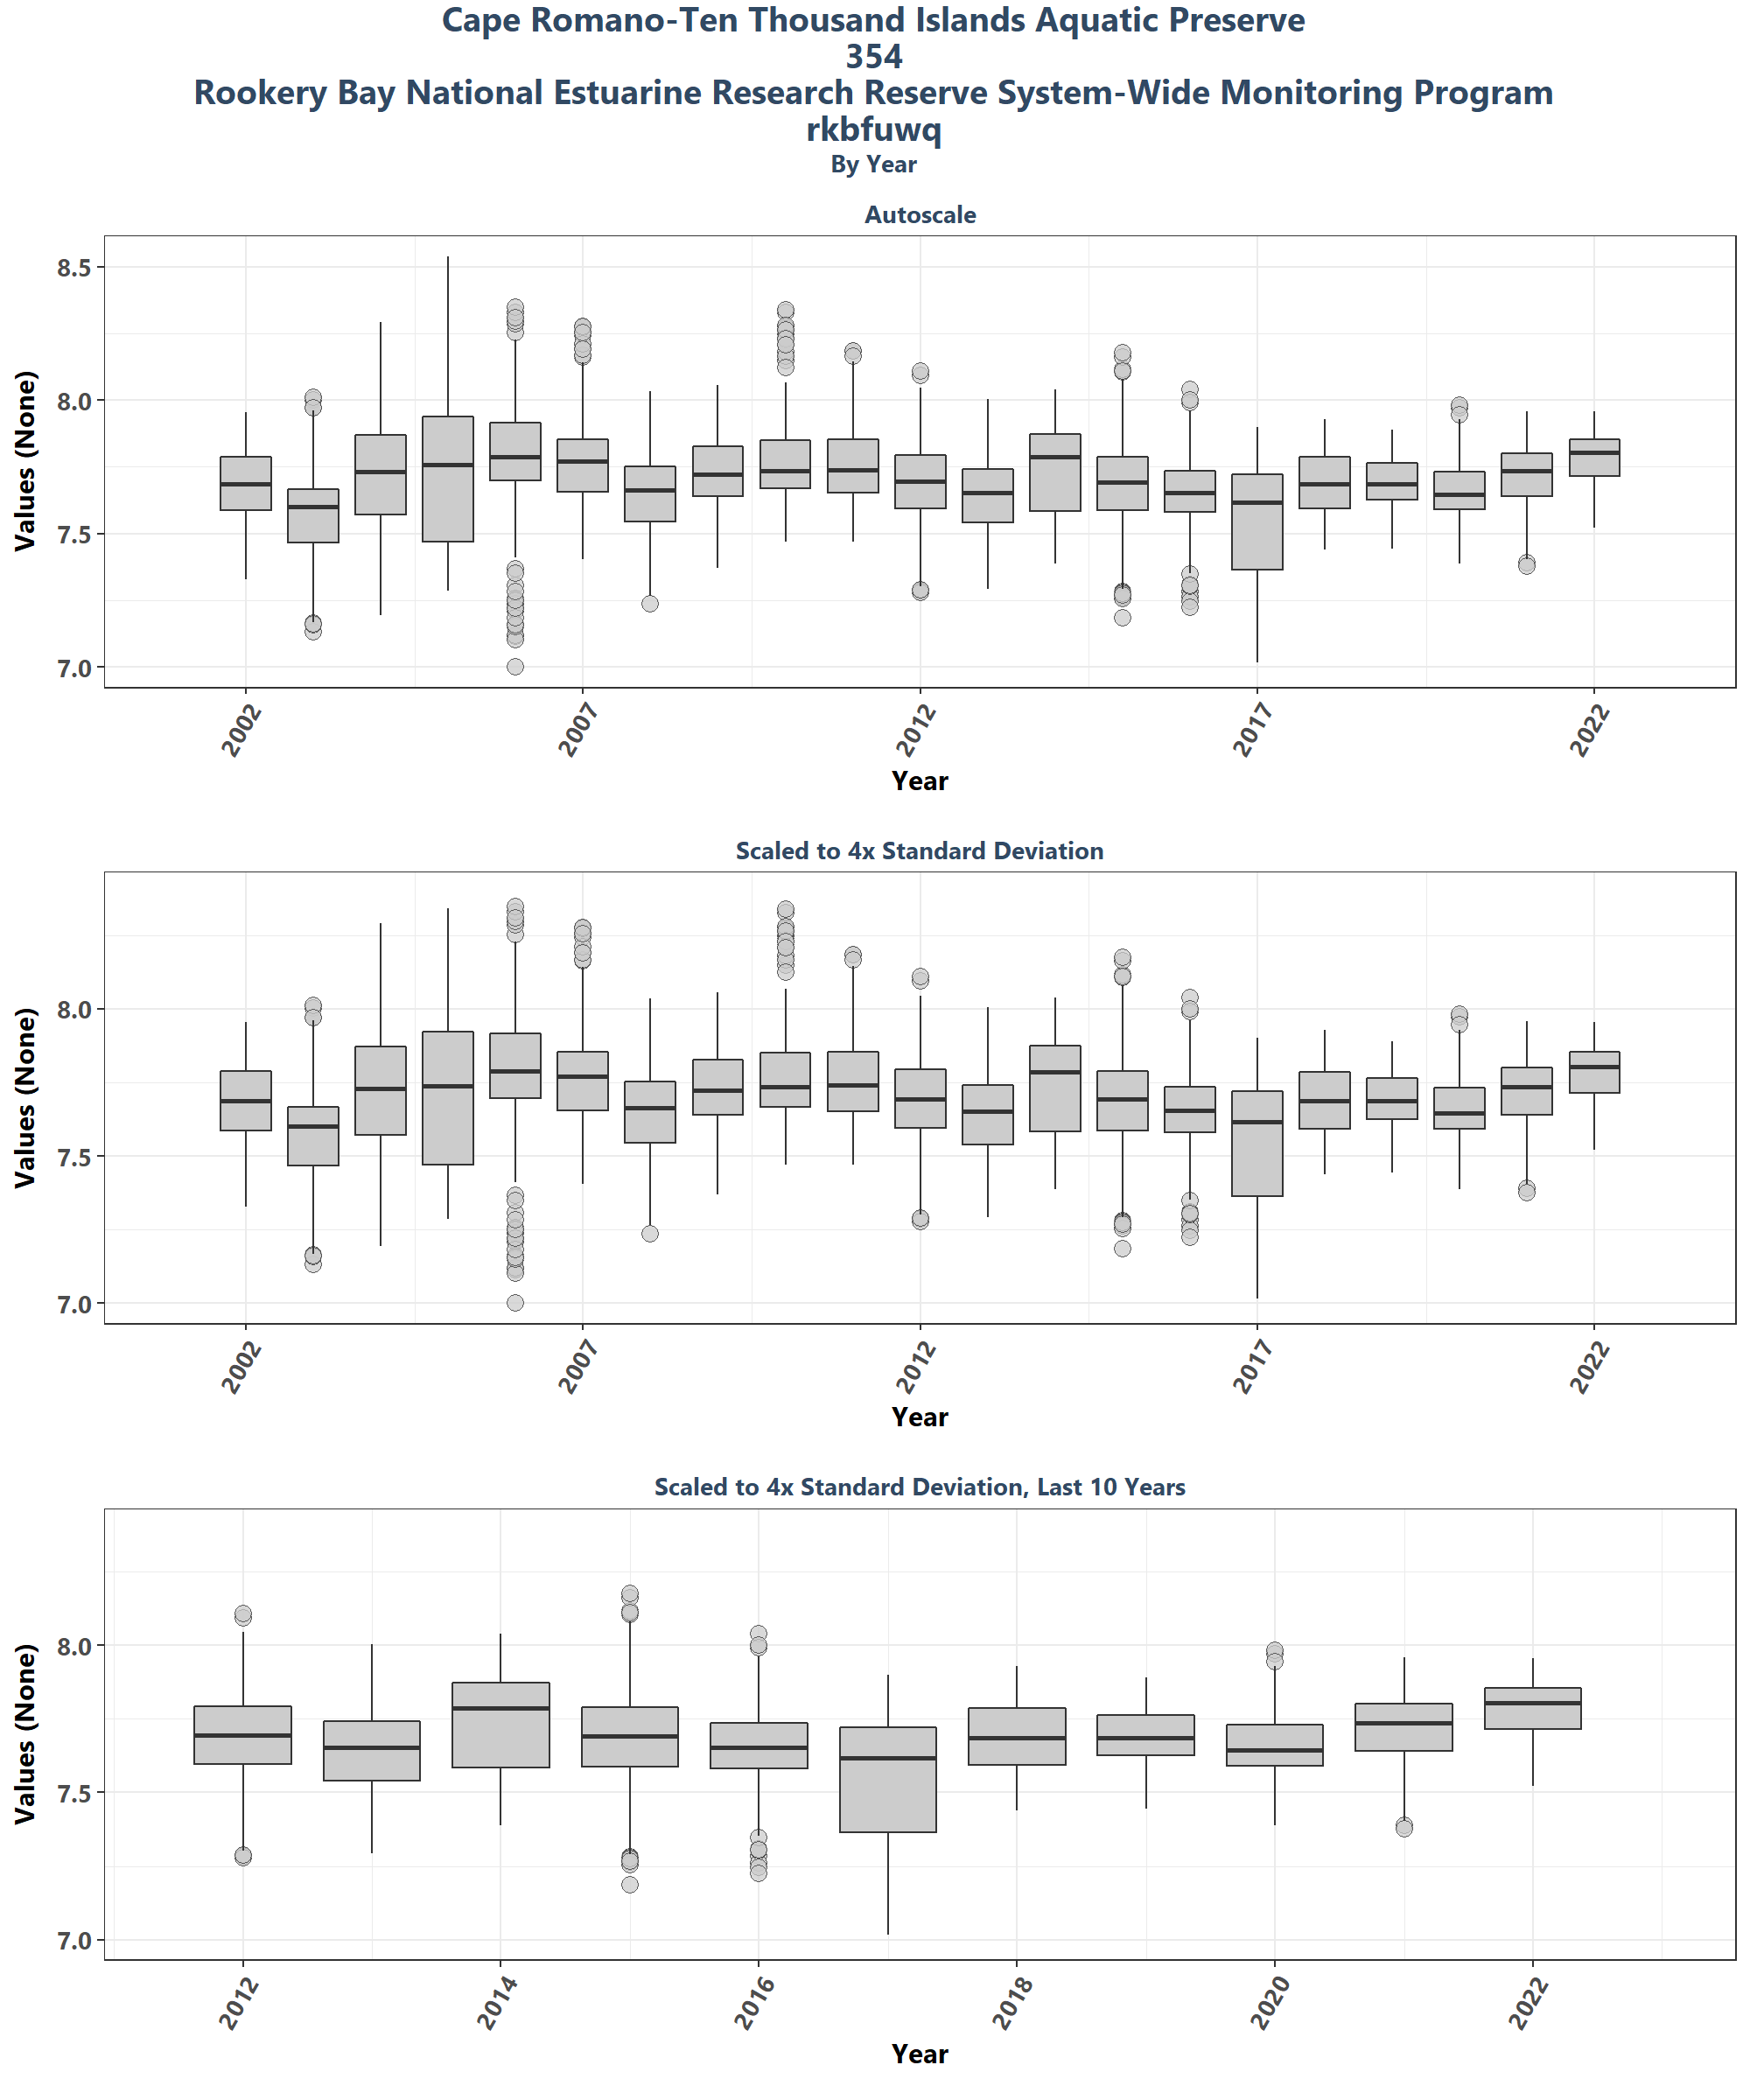 Cape Romano-Ten Thousand Islands Aquatic Preserve
354
Rookery Bay National Estuarine Research Reserve System-Wide Monitoring Program
rkbfuwq
By Year
Autoscale
Values (None)
8.5
8.0
7.5
7.0
2002 2007 2012 2017 2022
Year
Scaled to 4x Standard Deviation
Values (None)
8.0
7.5
7.0
2002 2007 2012 2017 2022
Year
Scaled to 4x Standard Deviation, Last 10 Years
Values (None)
8.0
7.5
7.0
2012 2014 2016 2018 2020 2022
Year